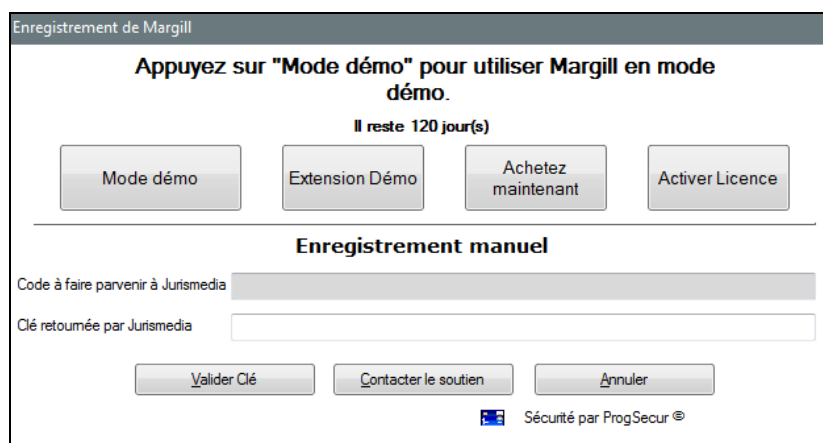 Enregistrement de Margill
Appuyez sur "Mode démo" pour utiliser Margill en mode
démo.
Il reste 120 jour(s)
Mode démo
Extension Démo
Achetez
maintenant
Activer Licence
Enregistrement manuel
Code à faire parvenir à Jurismedia
Clé retournée par Jurismedia
Valider Clé
Contacter le soutien
Annuler
Sécurité par ProgSecur ©